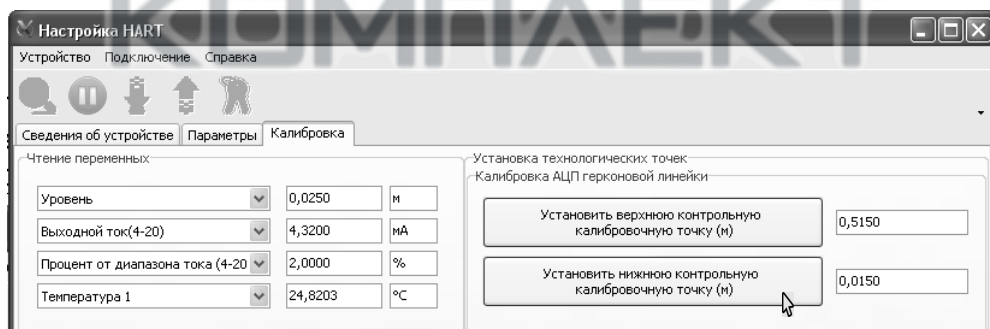 КОМПЛЕКТ
Настройка HART
Устройство Подключение Справка
Сведения об устройстве Параметры Калибровка
Чтение переменных
Уровень 0,0250 м
Выходной ток(4-20) 4,3200 мА
Процент от диапазона тока (4-20 2,0000 %
Температура 1 24,8203 °C
Установка технологических точек
Калибровка АЦП герконовой линейки
Установить верхнюю контрольную
калибровочную точку (м) 0,5150
Установить нижнюю контрольную
калибровочную точку (м) 0,0150